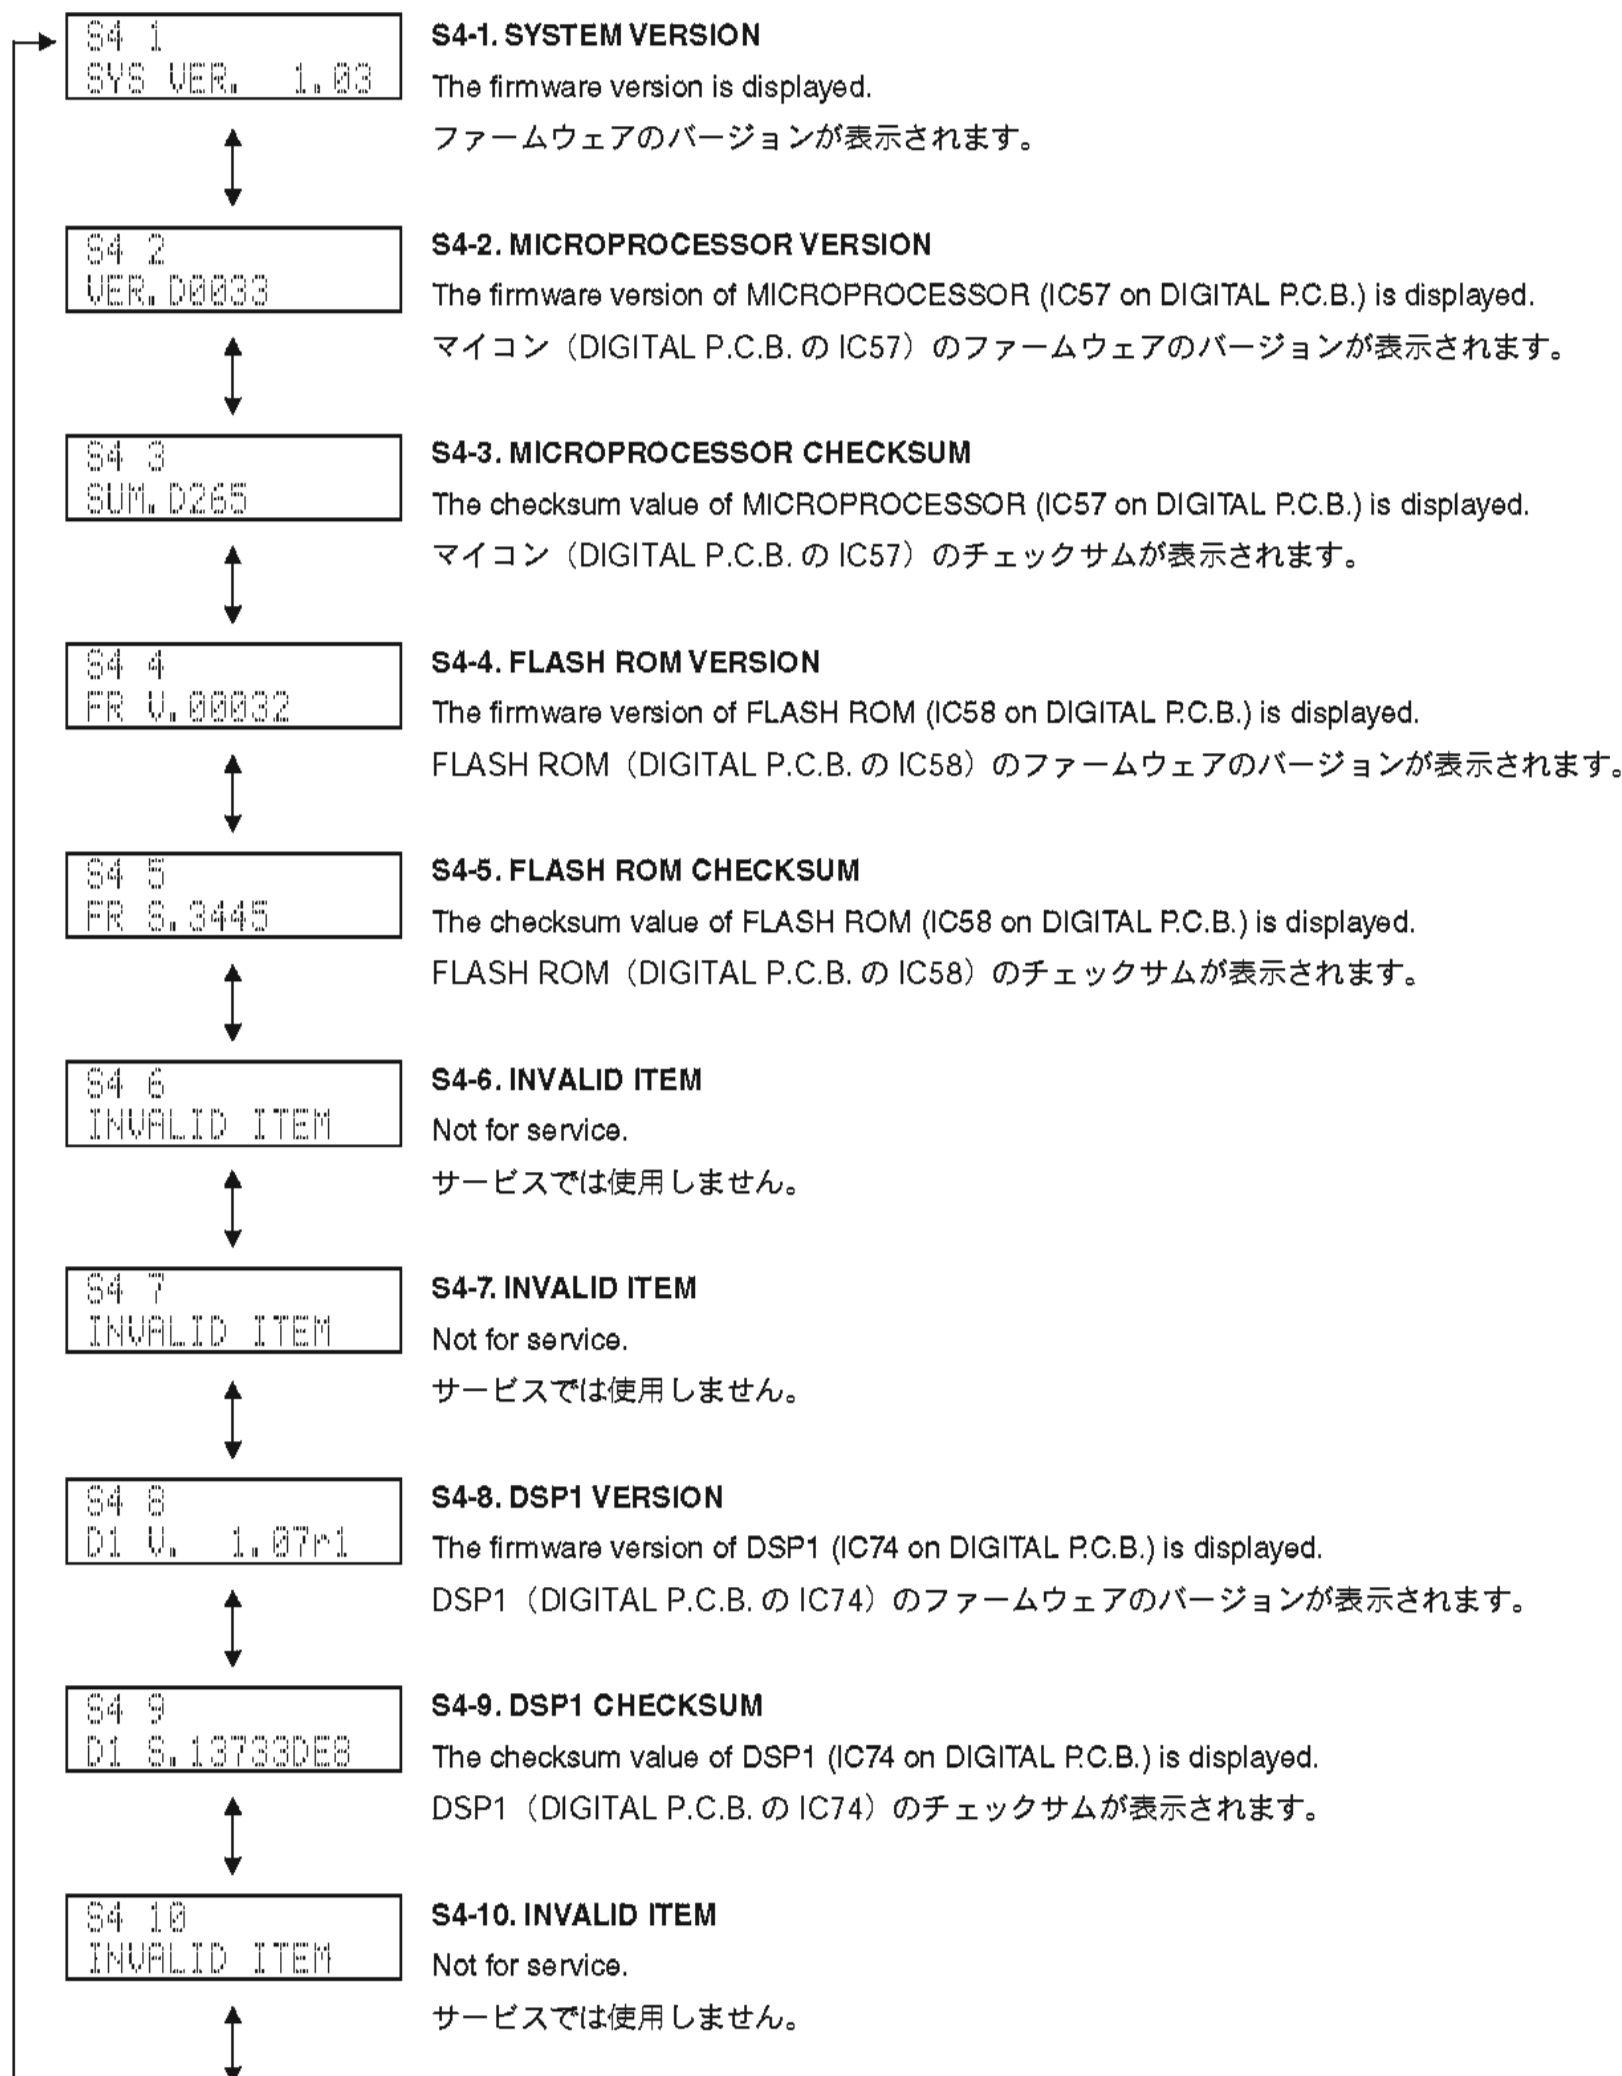 S4 1
SYS VER. 1.03
S4-1. SYSTEM VERSION
The firmware version is displayed.
ファームウェアのバージョンが表示されます。
S4 2
VER.D0033
S4-2. MICROPROCESSOR VERSION
The firmware version of MICROPROCESSOR (IC57 on DIGITAL P.C.B.) is displayed.
マイコン（DIGITAL P.C.B. の IC57）のファームウェアのバージョンが表示されます。
S4 3
SUM.D265
S4-3. MICROPROCESSOR CHECKSUM
The checksum value of MICROPROCESSOR (IC57 on DIGITAL P.C.B.) is displayed.
マイコン（DIGITAL P.C.B. の IC57）のチェックサムが表示されます。
S4 4
FR V.00032
S4-4. FLASH ROM VERSION
The firmware version of FLASH ROM (IC58 on DIGITAL P.C.B.) is displayed.
FLASH ROM（DIGITAL P.C.B. の IC58）のファームウェアのバージョンが表示されます。
S4 5
FR S.3445
S4-5. FLASH ROM CHECKSUM
The checksum value of FLASH ROM (IC58 on DIGITAL P.C.B.) is displayed.
FLASH ROM（DIGITAL P.C.B. の IC58）のチェックサムが表示されます。
S4 6
INVALID ITEM
S4-6. INVALID ITEM
Not for service.
サービスでは使用しません。
S4 7
INVALID ITEM
S4-7. INVALID ITEM
Not for service.
サービスでは使用しません。
S4 8
D1 V. 1.07r1
S4-8. DSP1 VERSION
The firmware version of DSP1 (IC74 on DIGITAL P.C.B.) is displayed.
DSP1（DIGITAL P.C.B. の IC74）のファームウェアのバージョンが表示されます。
S4 9
D1 S.13733DE8
S4-9. DSP1 CHECKSUM
The checksum value of DSP1 (IC74 on DIGITAL P.C.B.) is displayed.
DSP1（DIGITAL P.C.B. の IC74）のチェックサムが表示されます。
S4 10
INVALID ITEM
S4-10. INVALID ITEM
Not for service.
サービスでは使用しません。